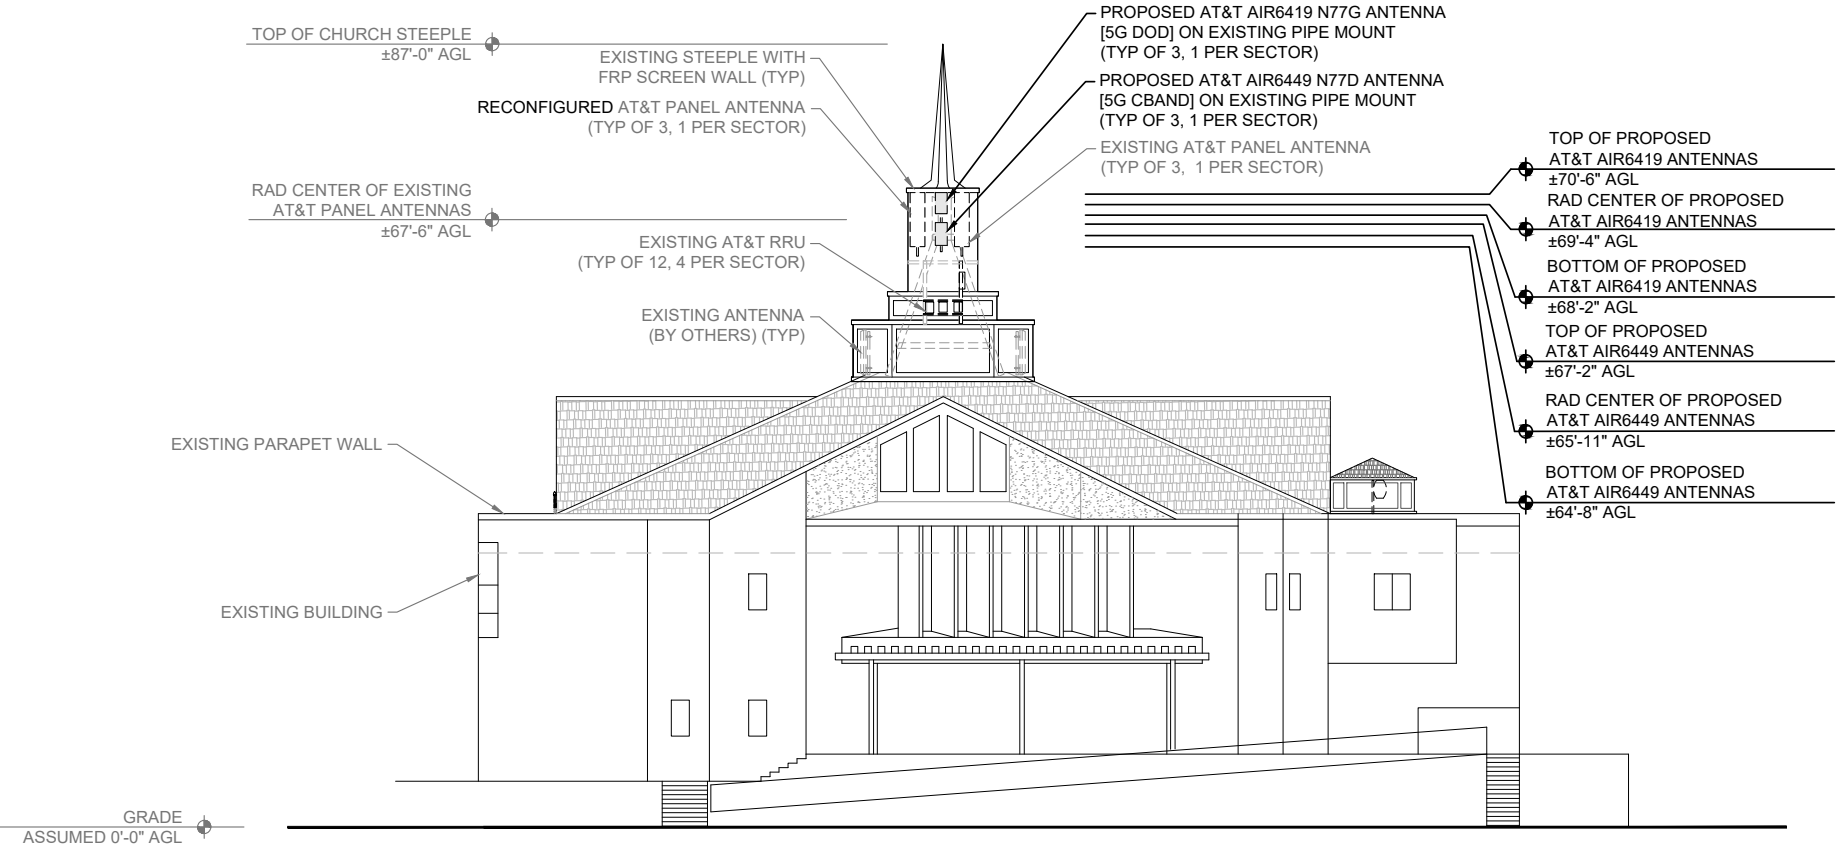 TOP OF CHURCH STEEPLE
±87'-0" AGL
EXISTING STEEPLE WITH
FRP SCREEN WALL (TYP)
RECONFIGURED AT&T PANEL ANTENNA
(TYP OF 3, 1 PER SECTOR)
RAD CENTER OF EXISTING
AT&T PANEL ANTENNAS
±67'-6" AGL
EXISTING AT&T RRU
(TYP OF 12, 4 PER SECTOR)
EXISTING ANTENNA
(BY OTHERS) (TYP)
EXISTING PARAPET WALL
EXISTING BUILDING
GRADE
ASSUMED 0'-0" AGL
PROPOSED AT&T AIR6419 N77G ANTENNA
[5G DOD] ON EXISTING PIPE MOUNT
(TYP OF 3, 1 PER SECTOR)
PROPOSED AT&T AIR6449 N77D ANTENNA
[5G CBAND] ON EXISTING PIPE MOUNT
(TYP OF 3, 1 PER SECTOR)
EXISTING AT&T PANEL ANTENNA
(TYP OF 3, 1 PER SECTOR)
TOP OF PROPOSED
AT&T AIR6419 ANTENNAS
±70'-6" AGL
RAD CENTER OF PROPOSED
AT&T AIR6419 ANTENNAS
±69'-4" AGL
BOTTOM OF PROPOSED
AT&T AIR6419 ANTENNAS
±68'-2" AGL
TOP OF PROPOSED
AT&T AIR6449 ANTENNAS
±67'-2" AGL
RAD CENTER OF PROPOSED
AT&T AIR6449 ANTENNAS
±65'-11" AGL
BOTTOM OF PROPOSED
AT&T AIR6449 ANTENNAS
±64'-8" AGL